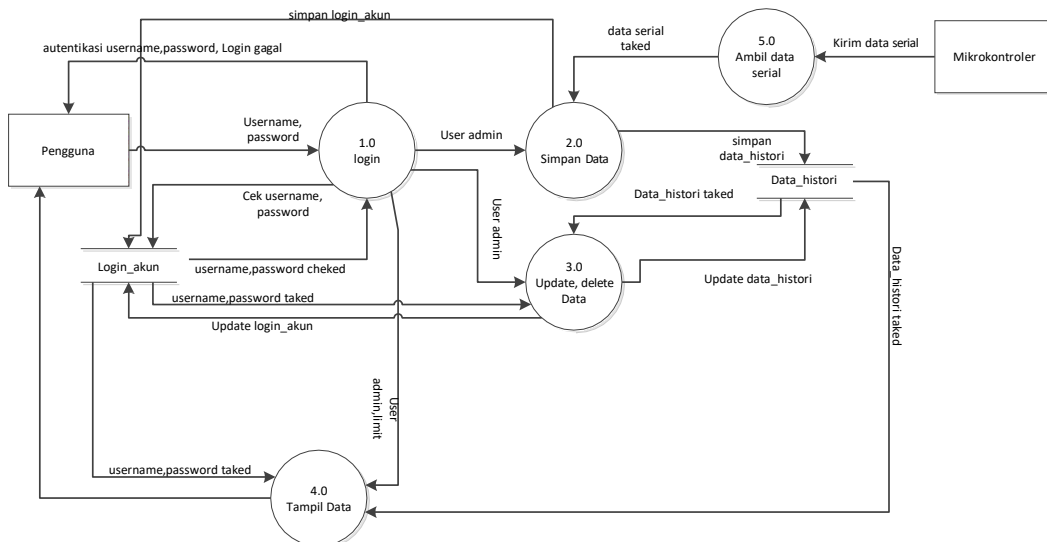 simpan login_akun
autentikasi username,password, Login gagal
data serial
taked
5.0
Ambil data
serial
Kirim data serial
Mikrokontroler
Pengguna
Username,
password
1.0
login
User admin
2.0
Simpan Data
simpan
data_histori
Data_histori
Cek username,
password
User admin
Data_histori taked
Login_akun
username,password cheked
3.0
Update, delete
Data
Update data_histori
Data_histori taked
username,password taked
Update login_akun
User
admin,limit
username,password taked
4.0
Tampil Data